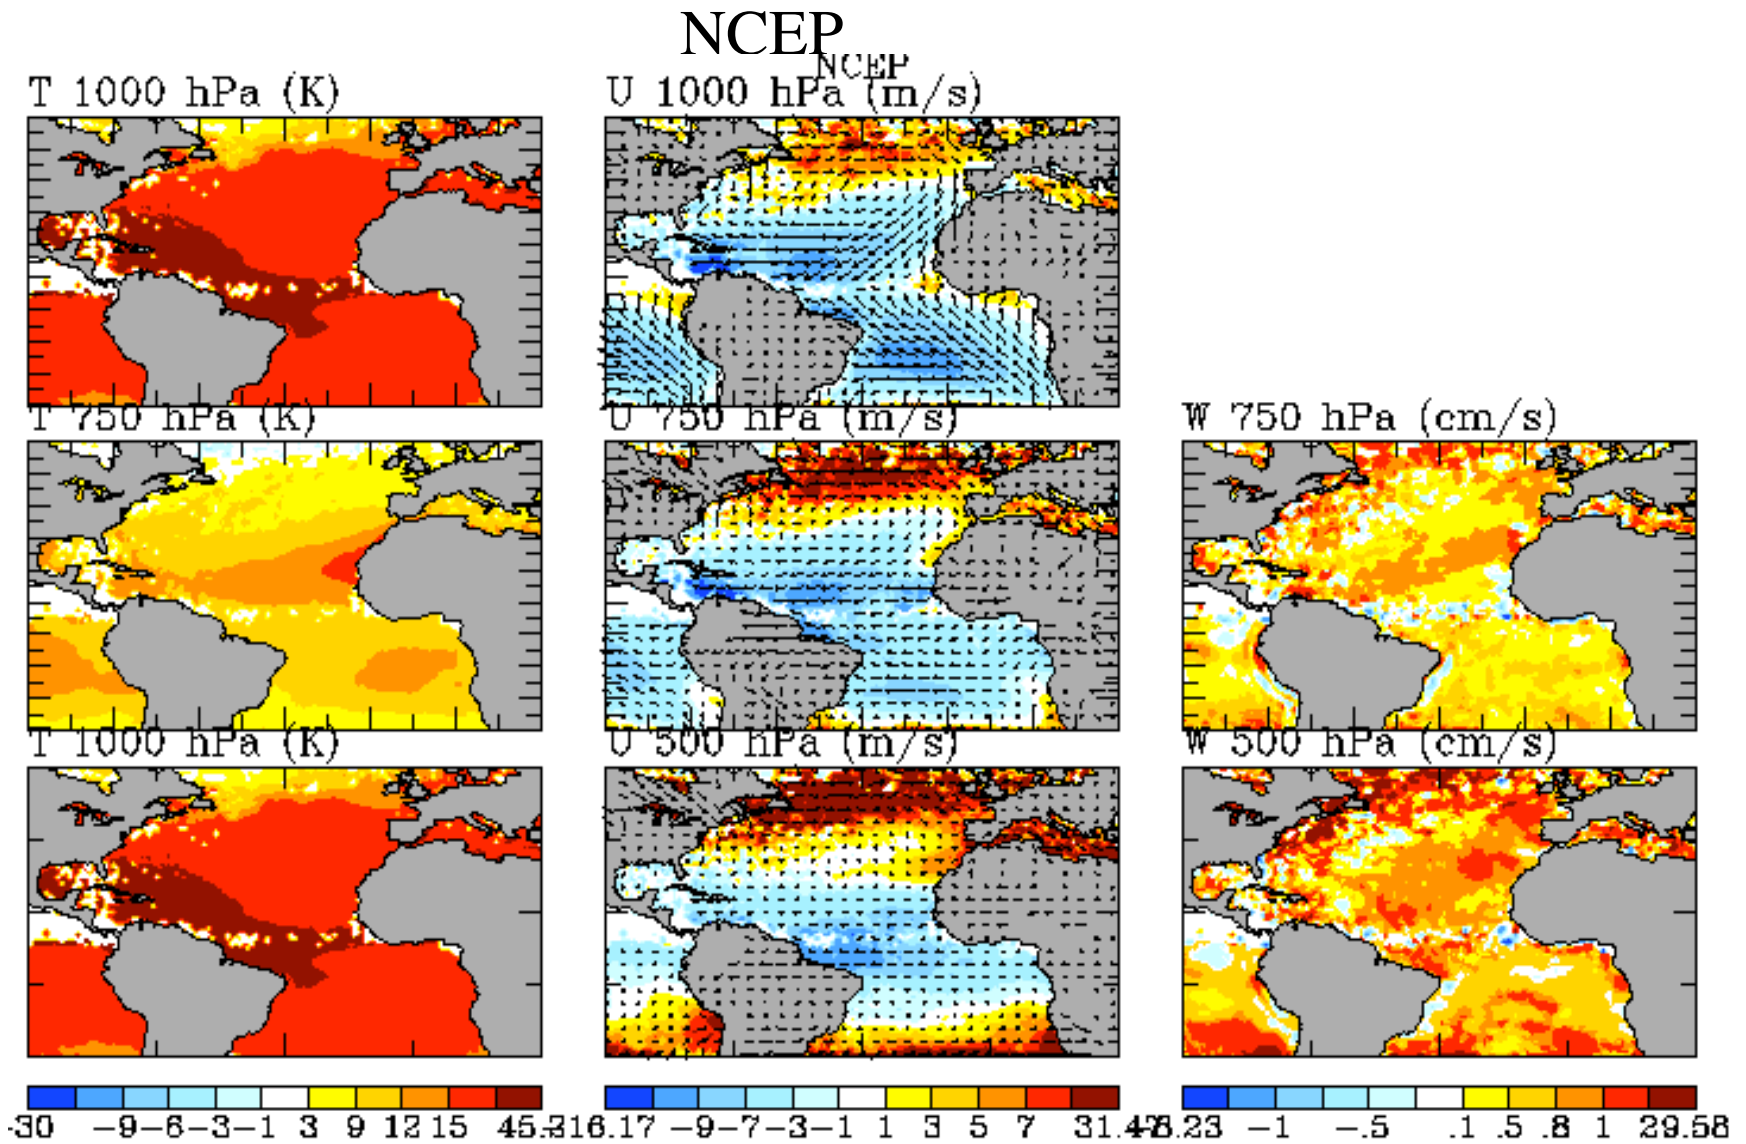 NCEP
NCEP
T 1000 hPa (K)
U 1000 hPa (m/s)
T 750 hPa (K)
U 750 hPa (m/s)
W 750 hPa (cm/s)
T 1000 hPa (K)
U 500 hPa (m/s)
W 500 hPa (cm/s)
-30 -9 -6 -3 -1 3 9 12 15
-9 -7 -3 -1 1 3 5 7
-1 -.5 .1 .5 .8 1 29.58